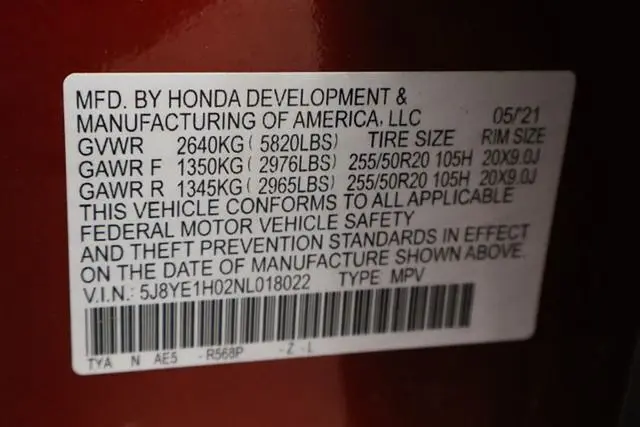 MFD. BY HONDA DEVELOPMENT &
MANUFACTURING OF AMERICA, LLC 05/'21
GVWR 2640KG ( 5820LBS) TIRE SIZE RIM SIZE
GAWR F 1350KG ( 2976LBS) 255/50R20 105H 20X9.0J
GAWR R 1345KG ( 2965LBS) 255/50R20 105H 20X9.0J
THIS VEHICLE CONFORMS TO ALL APPLICABLE
FEDERAL MOTOR VEHICLE SAFETY
AND THEFT PREVENTION STANDARDS IN EFFECT
ON THE DATE OF MANUFACTURE SHOWN ABOVE.
V.I.N.: 5J8YE1H02NL018022 TYPE MPV
TYA N AE5 - R568P - Z - L